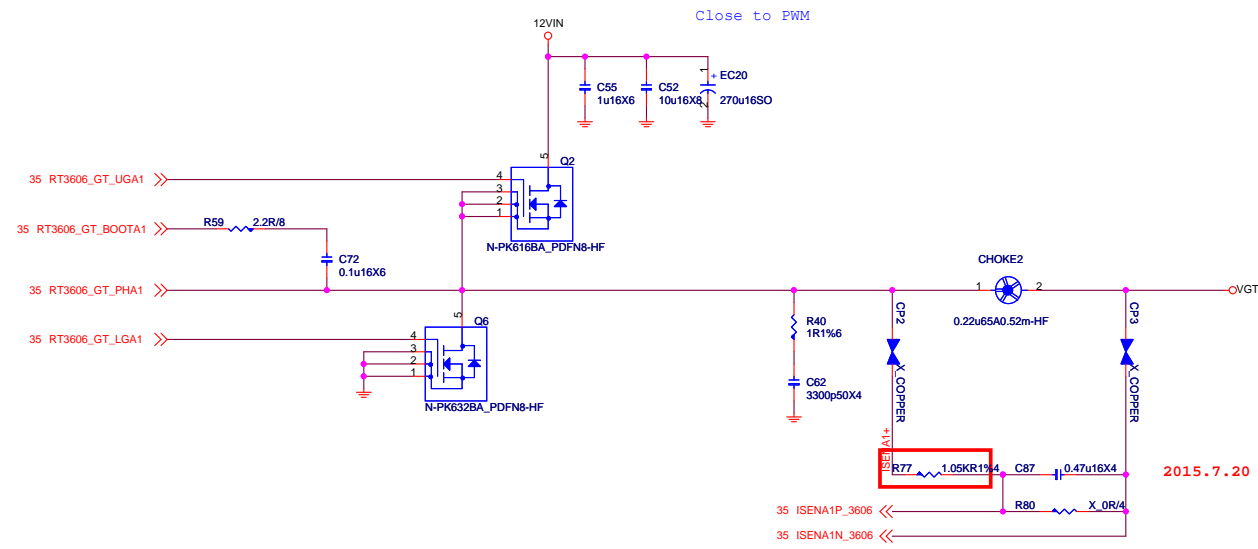 Close to PWM
12VIN
C55
1u16X6
C52
10u16X8
1
+ EC20
2
270u16SO
5
Q2
35 RT3606_GT_UGA1
4
3
2
1
N-PK616BA_PDFN8-HF
35 RT3606_GT_BOOTA1
R59
2.2R/8
C72
0.1u16X6
35 RT3606_GT_PHA1
CHOKE2
1
2
0.22u65A0.52m-HF
VGT
35 RT3606_GT_LGA1
5
Q6
4
3
2
1
N-PK632BA_PDFN8-HF
R40
1R1%6
C62
3300p50X4
CP2
X_COPPER
CP3
X_COPPER
ISENA1+
R77
1.05KR1%4
C87
0.47u16X4
2015.7.20
35 ISENA1P_3606
R80
X_0R/4
35 ISENA1N_3606